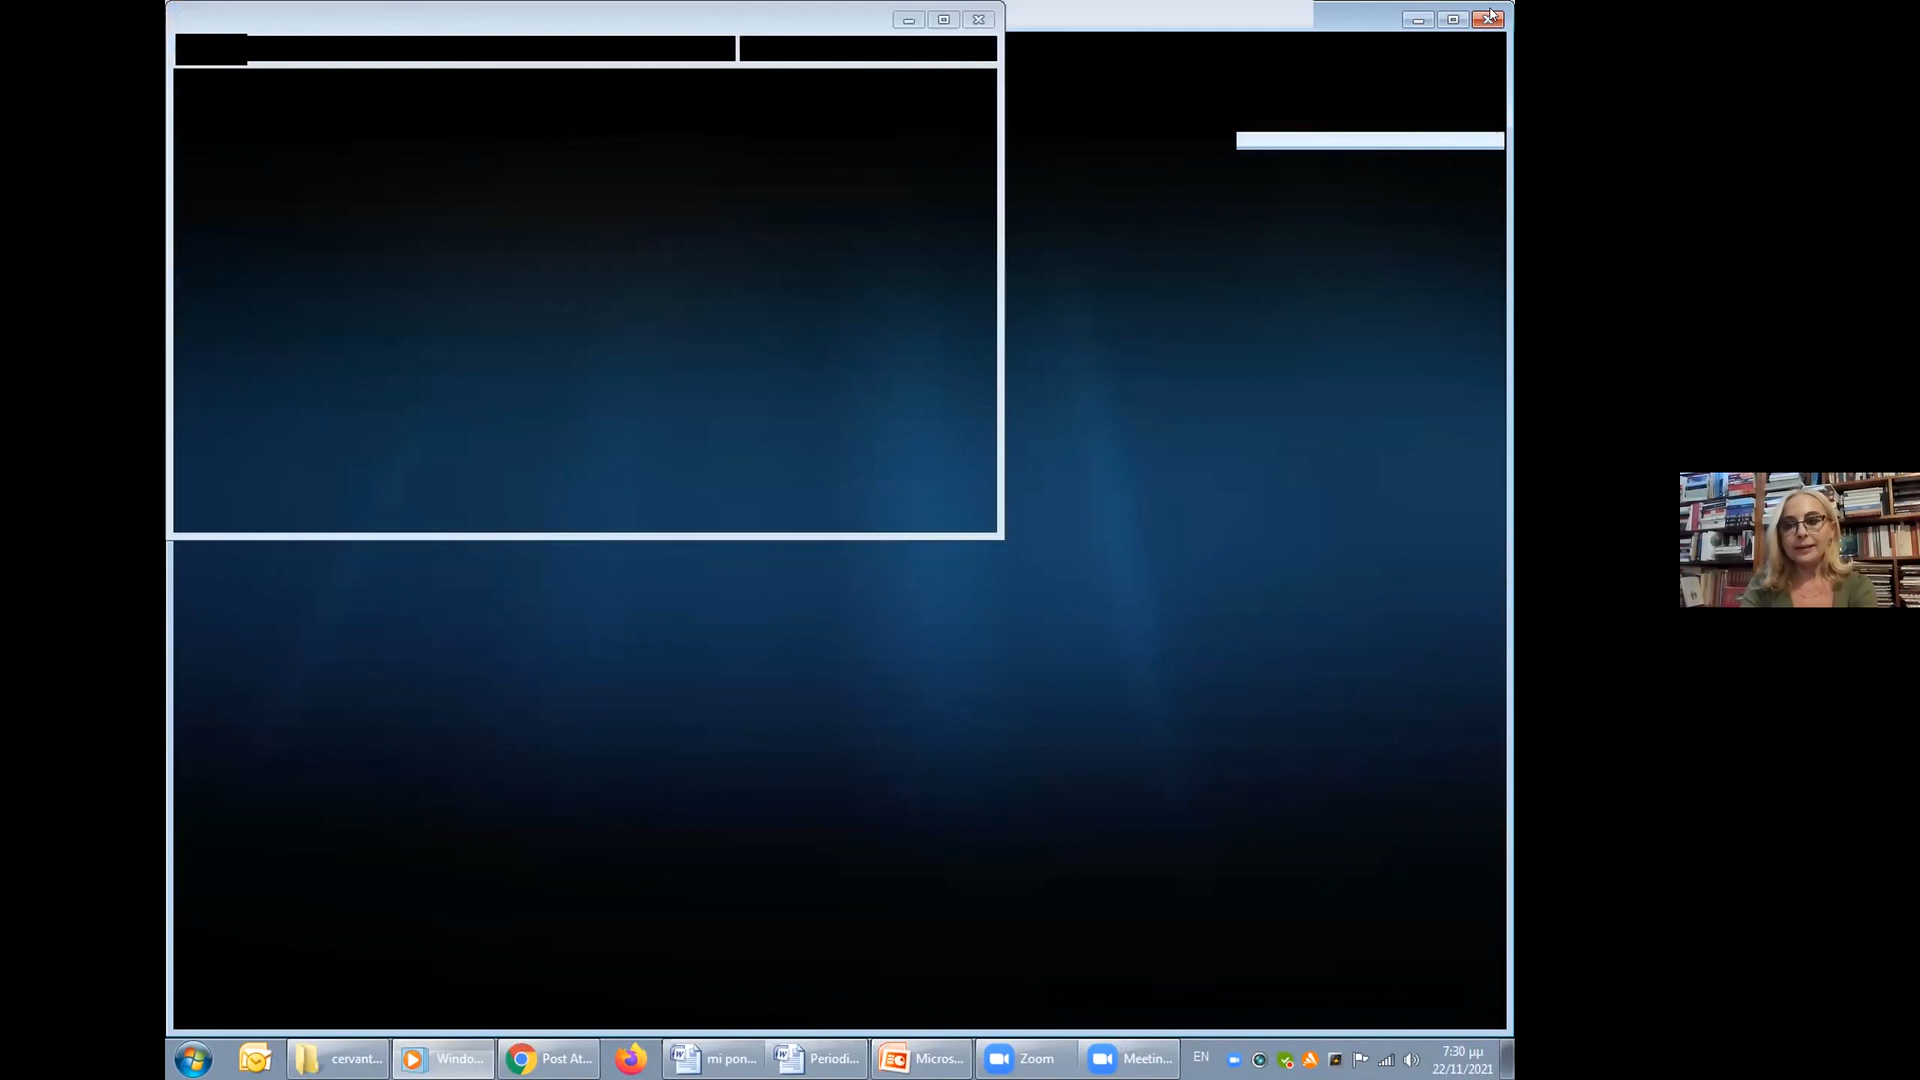 cervant...
Windo...
Post At...
mi pon...
Periodi...
Micros...
Zoom
Meetin...
EN
7:30 μμ
22/11/2021